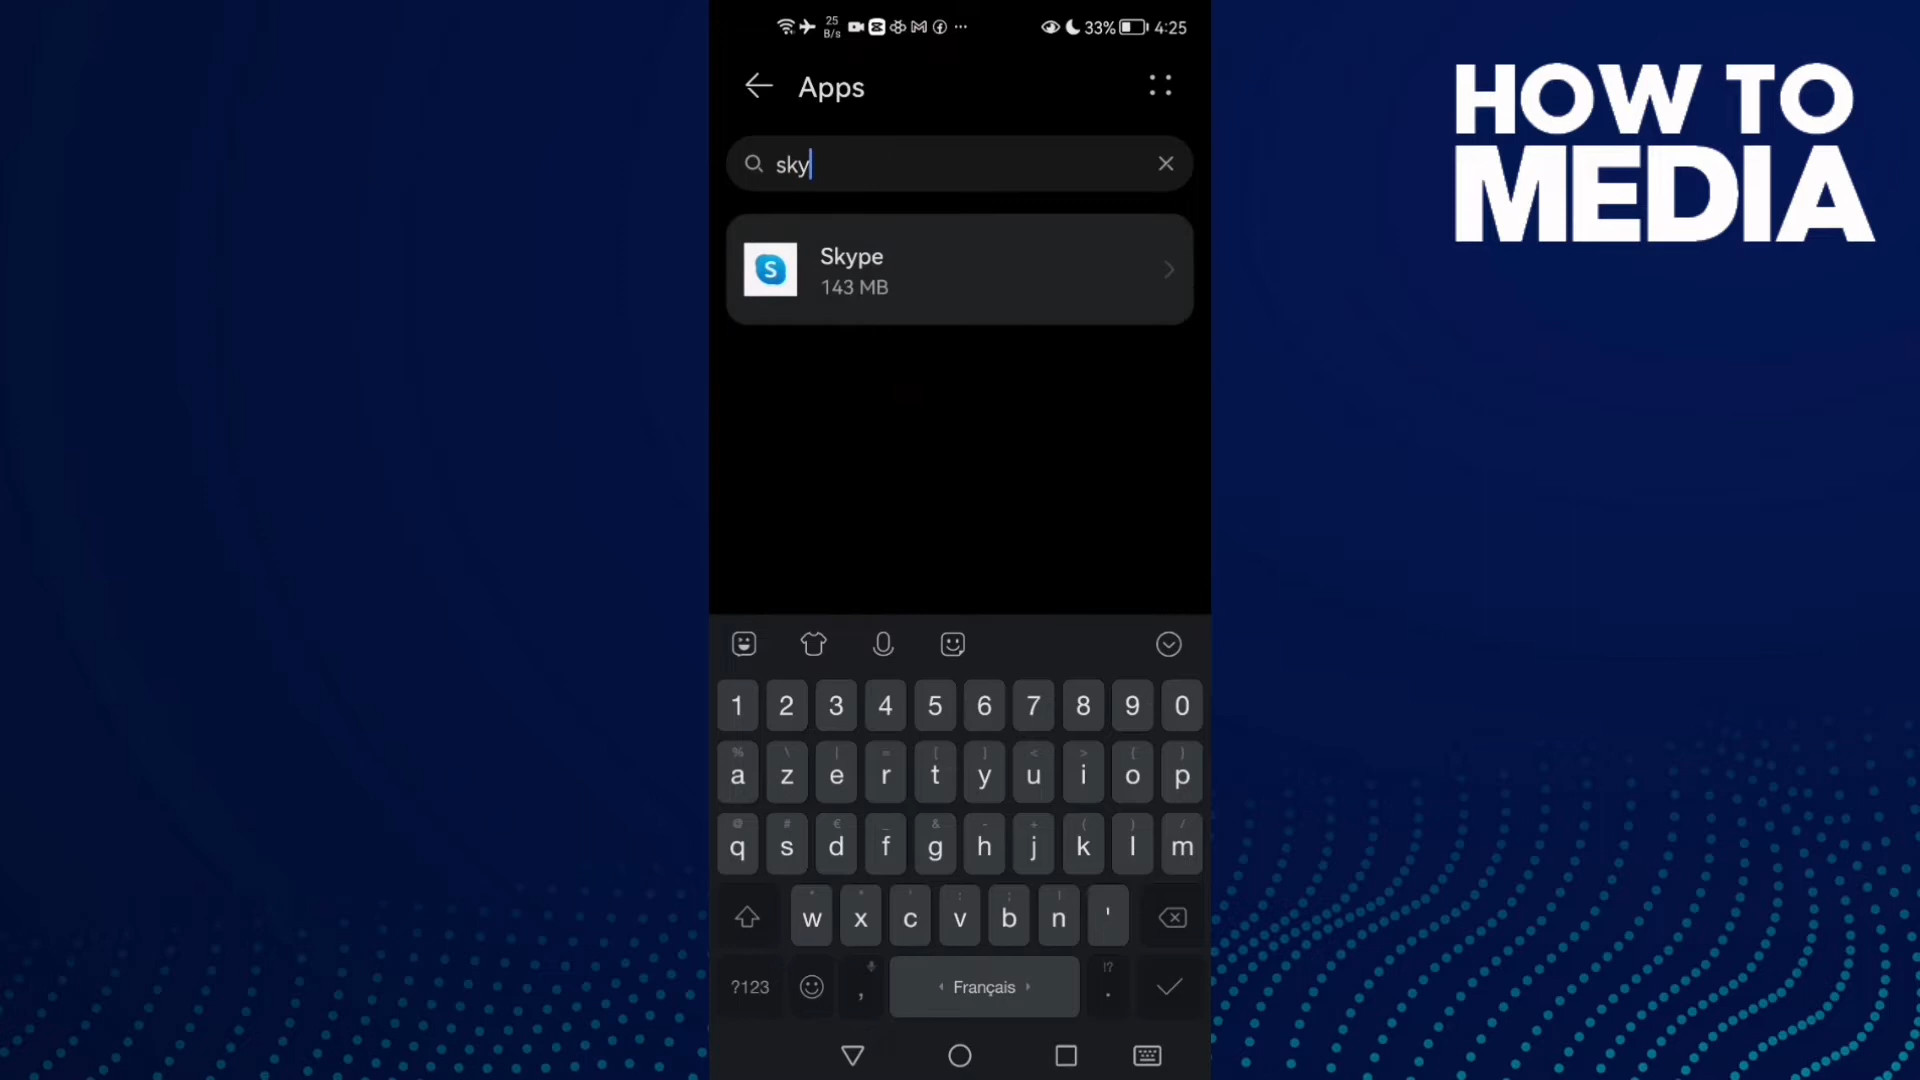 25
B/s
33%
4:25
Apps
sky
Skype
143 MB
HOW TO
MEDIA
1 2 3 4 5 6 7 8 9 0
% \ | = [ ] < > { }
a z e r t y u i o p
@ # € _ & - + ( ) /
q s d f g h j k l m
w x c v b n '
!?
?123 , Français .